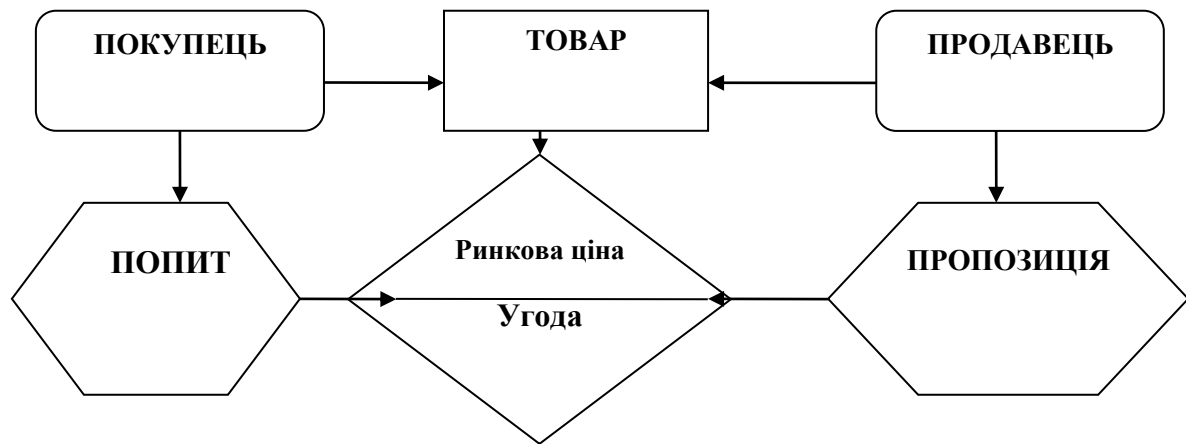 ПОКУПЕЦЬ
ТОВАР
ПРОДАВЕЦЬ
ПОПИТ
Ринкова ціна
Угода
ПРОПОЗИЦІЯ